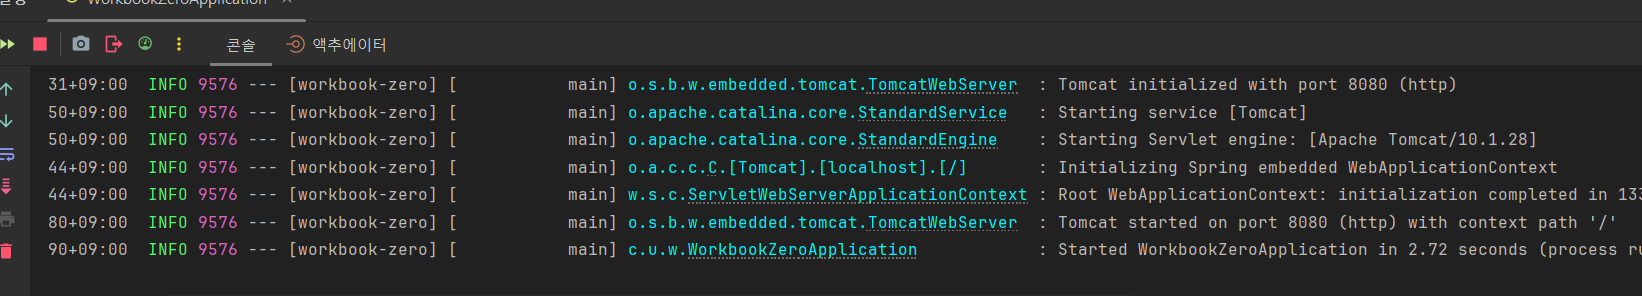 WorkbookZeroApplication
콘솔 액추에이터
31+09:00 INFO 9576 --- [workbook-zero] [ main] o.s.b.w.embedded.tomcat.TomcatWebServer : Tomcat initialized with port 8080 (http)
50+09:00 INFO 9576 --- [workbook-zero] [ main] o.apache.catalina.core.StandardService : Starting service [Tomcat]
50+09:00 INFO 9576 --- [workbook-zero] [ main] o.apache.catalina.core.StandardEngine : Starting Servlet engine: [Apache Tomcat/10.1.28]
44+09:00 INFO 9576 --- [workbook-zero] [ main] o.a.c.c.C.[Tomcat].[localhost].[/] : Initializing Spring embedded WebApplicationContext
44+09:00 INFO 9576 --- [workbook-zero] [ main] w.s.c.ServletWebServerApplicationContext : Root WebApplicationContext: initialization completed in 133
80+09:00 INFO 9576 --- [workbook-zero] [ main] o.s.b.w.embedded.tomcat.TomcatWebServer : Tomcat started on port 8080 (http) with context path '/'
90+09:00 INFO 9576 --- [workbook-zero] [ main] c.u.w.WorkbookZeroApplication : Started WorkbookZeroApplication in 2.72 seconds (process ru